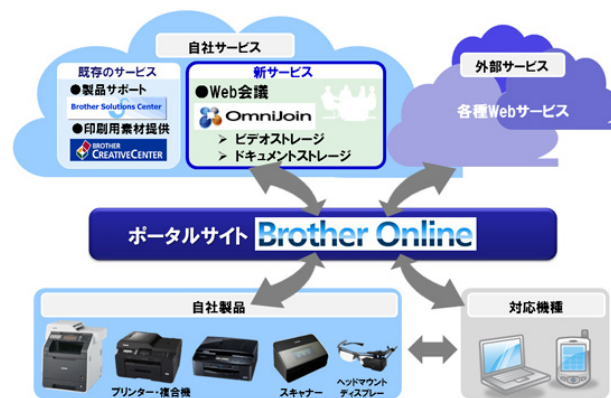 自社サービス
既存のサービス
●製品サポート
Brother Solutions Center
●印刷用素材提供
BROTHER
CREATIVECENTER
新サービス
●Web会議
OmniJoin
➢ ビデオストレージ
➢ ドキュメントストレージ
外部サービス
各種Webサービス
ポータルサイト Brother Online
自社製品
プリンター・複合機
スキャナー
ヘッドマウント
ディスプレー
対応機種